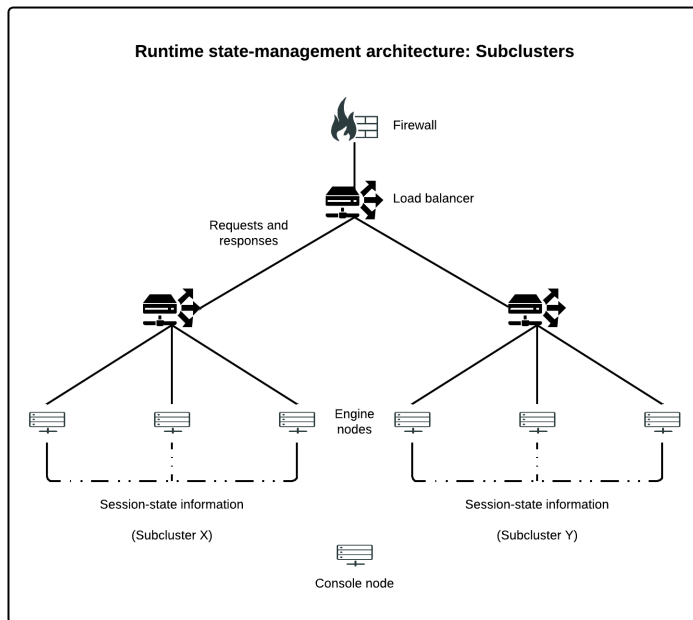 Runtime state-management architecture: Subclusters
Firewall
Load balancer
Requests and
responses
Engine
nodes
Session-state information
(Subcluster X)
Session-state information
(Subcluster Y)
Console node